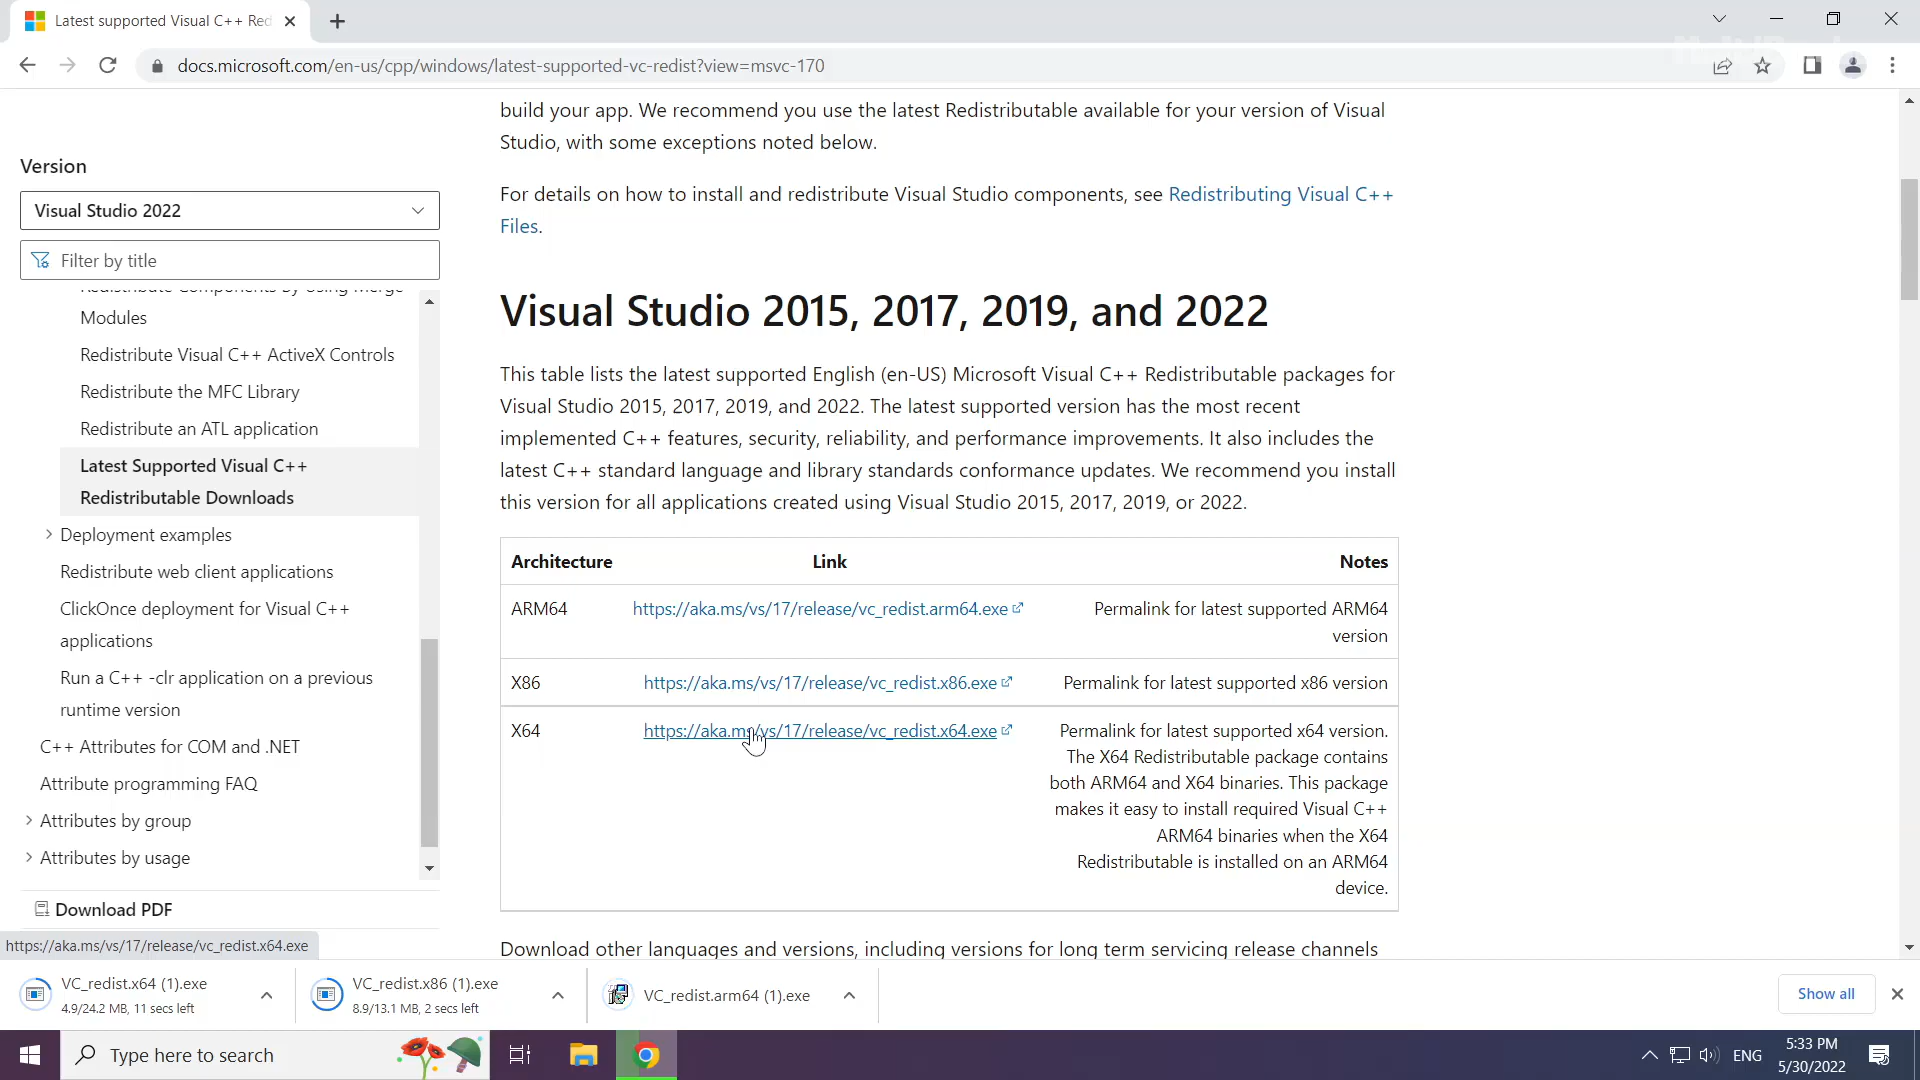 Latest supported Visual C++ Red
docs.microsoft.com/en-us/cpp/windows/latest-supported-vc-redist?view=msvc-170
Version
Visual Studio 2022
Filter by title
Redistribute Components By Using Merge
Modules
Redistribute Visual C++ ActiveX Controls
Redistribute the MFC Library
Redistribute an ATL application
Latest Supported Visual C++
Redistributable Downloads
Deployment examples
Redistribute web client applications
ClickOnce deployment for Visual C++
applications
Run a C++ -clr application on a previous
runtime version
C++ Attributes for COM and .NET
Attribute programming FAQ
Attributes by group
Attributes by usage
Download PDF
build your app. We recommend you use the latest Redistributable available for your version of Visual
Studio, with some exceptions noted below.
For details on how to install and redistribute Visual Studio components, see Redistributing Visual C++
Files.
Visual Studio 2015, 2017, 2019, and 2022
This table lists the latest supported English (en-US) Microsoft Visual C++ Redistributable packages for
Visual Studio 2015, 2017, 2019, and 2022. The latest supported version has the most recent
implemented C++ features, security, reliability, and performance improvements. It also includes the
latest C++ standard language and library standards conformance updates. We recommend you install
this version for all applications created using Visual Studio 2015, 2017, 2019, or 2022.
Architecture Link Notes
ARM64 https://aka.ms/vs/17/release/vc_redist.arm64.exe Permalink for latest supported ARM64
version
X86 https://aka.ms/vs/17/release/vc_redist.x86.exe Permalink for latest supported x86 version
X64 https://aka.ms/vs/17/release/vc_redist.x64.exe Permalink for latest supported x64 version.
The X64 Redistributable package contains
both ARM64 and X64 binaries. This package
makes it easy to install required Visual C++
ARM64 binaries when the X64
Redistributable is installed on an ARM64
device.
Download other languages and versions, including versions for long term servicing release channels
https://aka.ms/vs/17/release/vc_redist.x64.exe
VC_redist.x64 (1).exe
4.9/24.2 MB, 11 secs left
VC_redist.x86 (1).exe
8.9/13.1 MB, 2 secs left
VC_redist.arm64 (1).exe
Show all
Type here to search
ENG
5:33 PM
5/30/2022